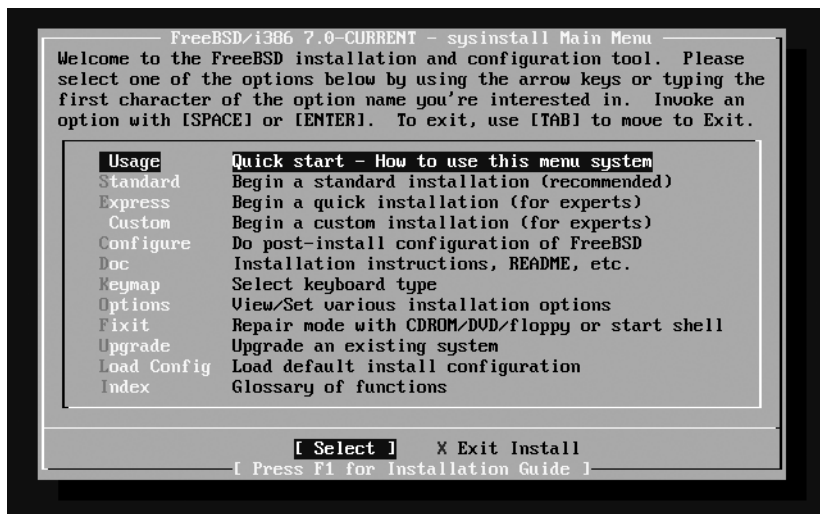 FreeBSD/i386 7.0-CURRENT - sysinstall Main Menu
Welcome to the FreeBSD installation and configuration tool. Please
select one of the options below by using the arrow keys or typing the
first character of the option name you're interested in. Invoke an
option with [SPACE] or [ENTER]. To exit, use [TAB] to move to Exit.
Usage Quick start - How to use this menu system
Standard Begin a standard installation (recommended)
Express Begin a quick installation (for experts)
Custom Begin a custom installation (for experts)
Configure Do post-install configuration of FreeBSD
Doc Installation instructions, README, etc.
Keymap Select keyboard type
Options View/Set various installation options
Fixit Repair mode with CDROM/DVD/floppy or start shell
Upgrade Upgrade an existing system
Load Config Load default install configuration
Index Glossary of functions
[ Select ] X Exit Install
[ Press F1 for Installation Guide ]